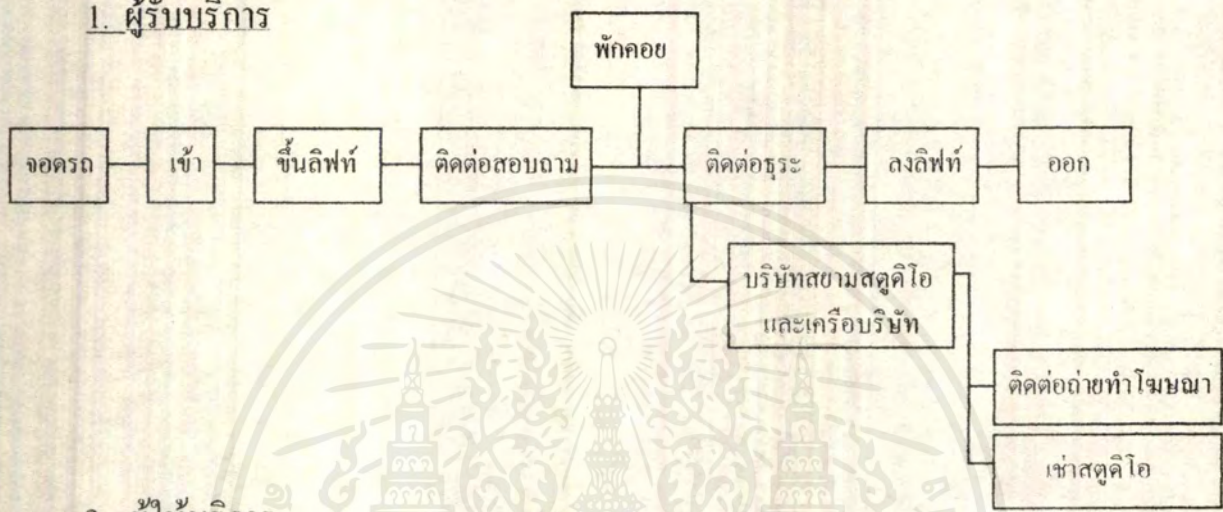 1. ผู้รับบริการ
พักคอย
จอดรถ
เข้า
ขึ้นลิฟท์
ติดต่อสอบถาม
ติดต่อธุระ
ลงลิฟท์
ออก
บริษัทสยามสตูดิโอ
และเครือบริษัท
ติดต่อถ่ายทำโฆษณา
เช่าสตูดิโอ